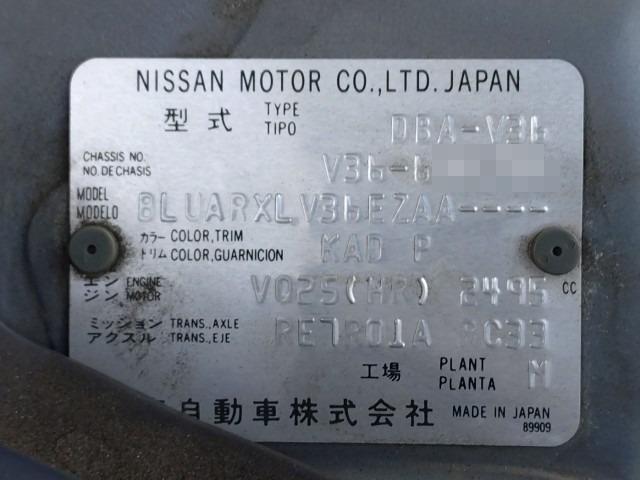 NISSAN MOTOR CO.,LTD. JAPAN
型式 TYPE TIPO DBA-V36
CHASSIS NO. NO. DE CHASIS V36-6
MODEL MODELO BLUARXLV36EZAA----
カラー COLOR,TRIM トリム COLOR,GUARNICION KAD P
エンジン ENGINE MOTOR VQ25(HR) 2495 CC
ミッション TRANS.,AXLE アクスル TRANS.,EJE RE7R01A RC33
工場 PLANT PLANTA M
自動車株式会社 MADE IN JAPAN
89909